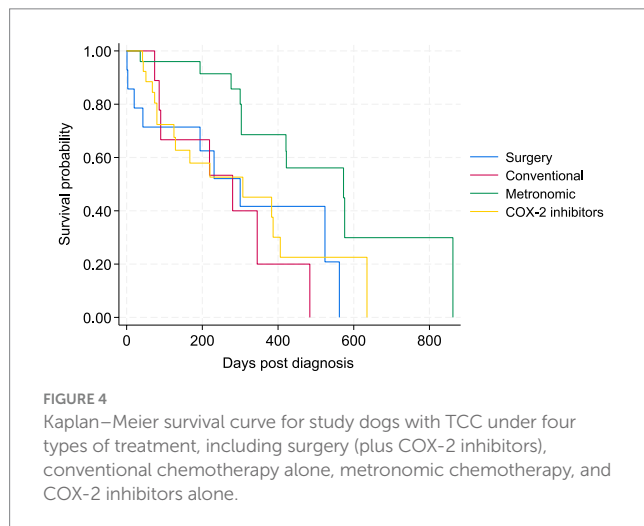 1.00
0.80
0.60
0.40
0.20
0.00
Survival probability
0 200 400 600 800
Days post diagnosis
Surgery
Conventional
Metronomic
COX-2 inhibitors
FIGURE 4
Kaplan–Meier survival curve for study dogs with TCC under four
types of treatment, including surgery (plus COX-2 inhibitors),
conventional chemotherapy alone, metronomic chemotherapy, and
COX-2 inhibitors alone.